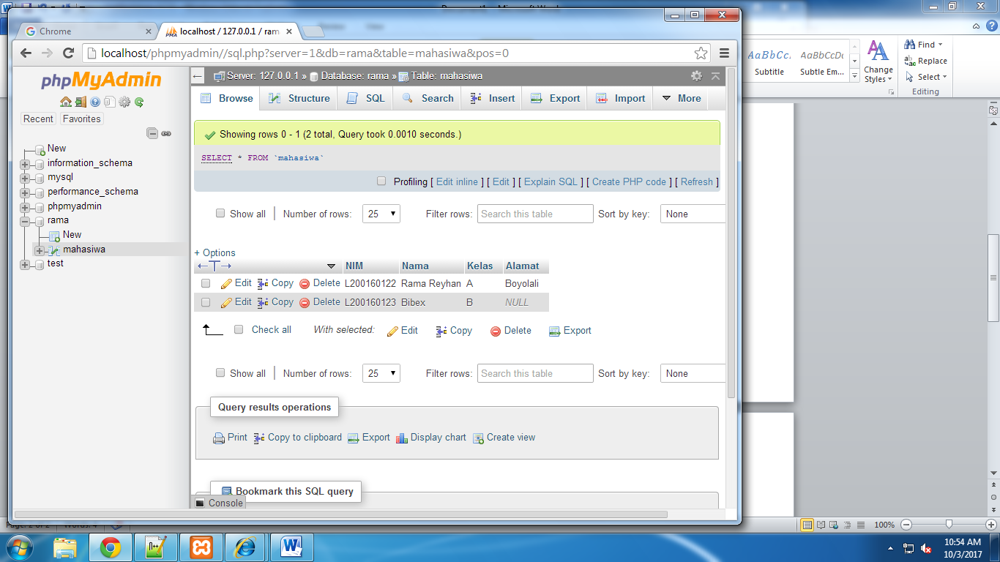 Chrome
localhost / 127.0.0.1 / ram
localhost/phpmyadmin//sql.php?server=1&db=rama&table=mahasiwa&pos=0
phpMyAdmin
Recent Favorites
New
information_schema
mysql
performance_schema
phpmyadmin
rama
New
mahasiwa
test
Server: 127.0.0.1 » Database: rama » Table: mahasiwa
Browse Structure SQL Search Insert Export Import More
Showing rows 0 - 1 (2 total, Query took 0.0010 seconds.)
SELECT * FROM `mahasiwa`
Profiling [ Edit inline ] [ Edit ] [ Explain SQL ] [ Create PHP code ] [ Refresh ]
Show all Number of rows: 25 Filter rows: Search this table Sort by key: None
+ Options
NIM Nama Kelas Alamat
Edit Copy Delete L200160122 Rama Reyhan A Boyolali
Edit Copy Delete L200160123 Bibex B NULL
Check all With selected: Edit Copy Delete Export
Show all Number of rows: 25 Filter rows: Search this table Sort by key: None
Query results operations
Print Copy to clipboard Export Display chart Create view
Bookmark this SQL query
Console
AaBbCc. AaBbCcDc
Subtitle Subtle Em...
Change
Styles
Find
Replace
Select
Editing
Page: 2 of 2 Words: 4
100%
10:54 AM
10/3/2017